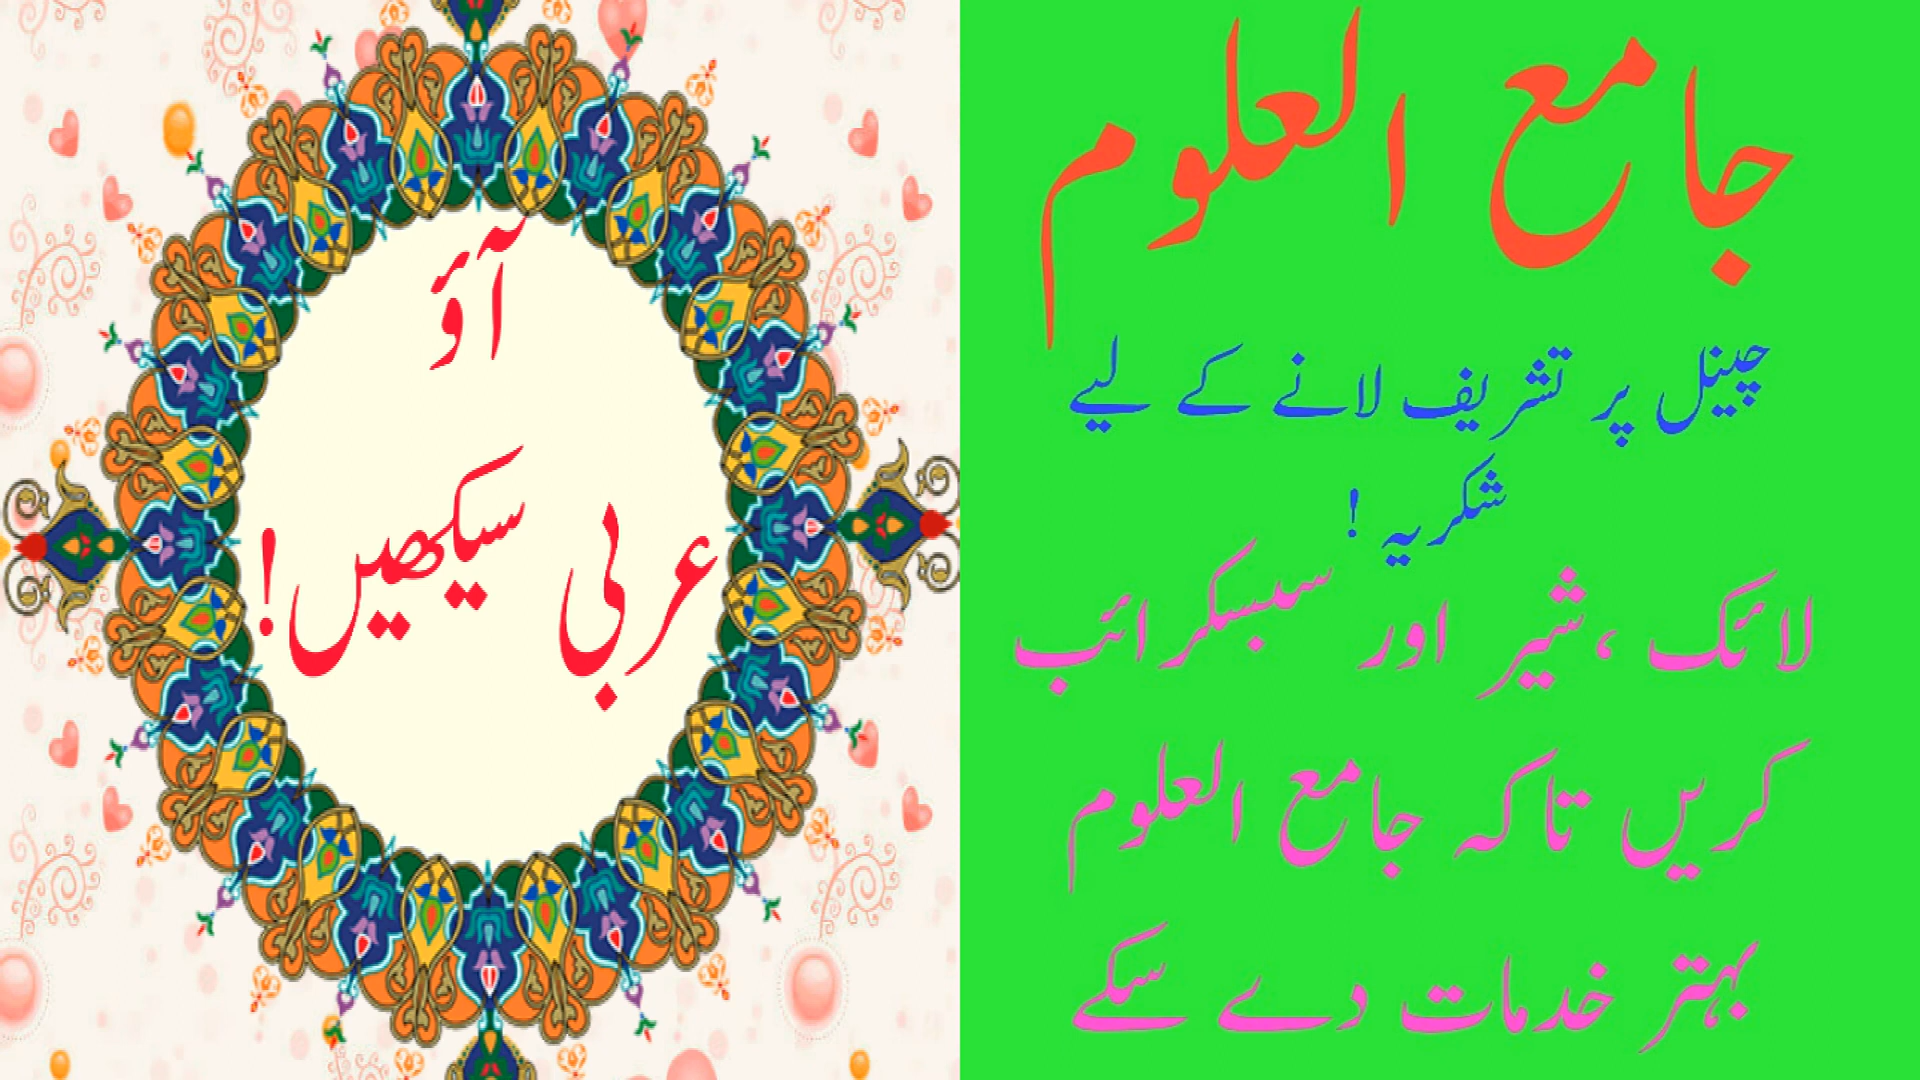 آؤ
عربی سیکھیں!
جامع العلوم
چینل پر تشریف لانے کے لیے
شکریہ !
لائک ،شیر اور سبسکرائب
کریں تاکہ جامع العلوم
بہتر خدمات دے سکے